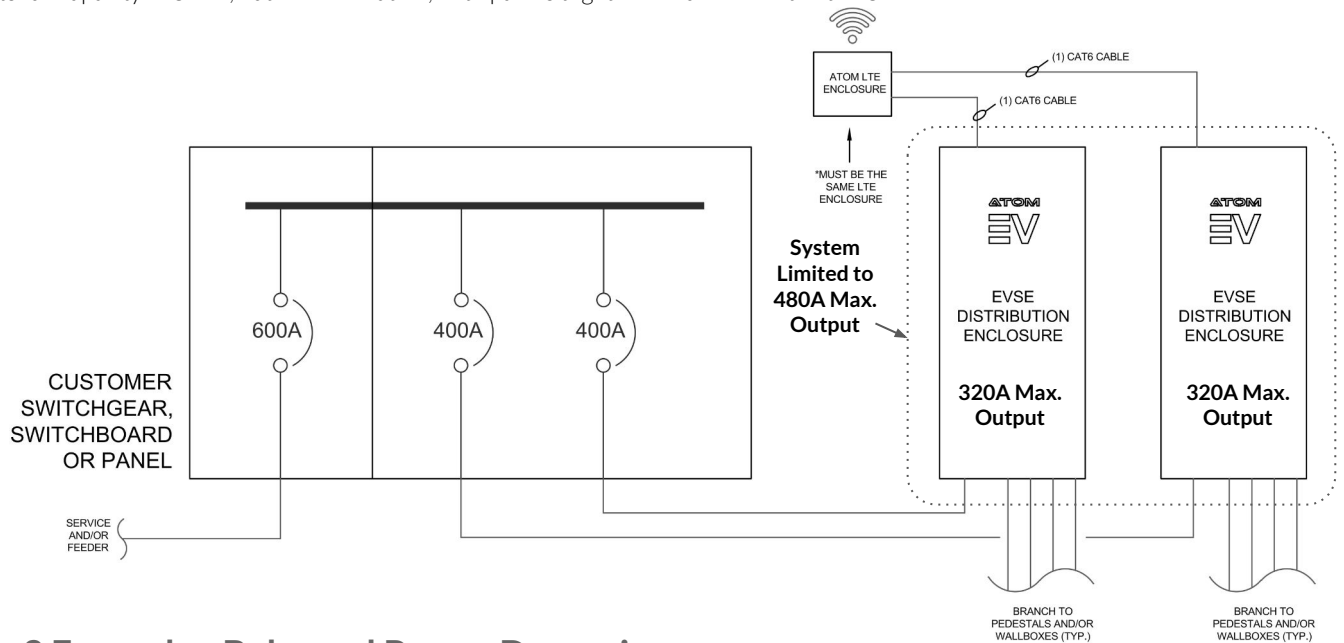 (1) CAT6 CABLE
ATOM LTE
ENCLOSURE
(1) CAT6 CABLE
*MUST BE THE
SAME LTE
ENCLOSURE
System
Limited to
480A Max.
Output
ATOM
EV
EVSE
DISTRIBUTION
ENCLOSURE
320A Max.
Output
ATOM
EV
EVSE
DISTRIBUTION
ENCLOSURE
320A Max.
Output
600A
400A
400A
CUSTOMER
SWITCHGEAR,
SWITCHBOARD
OR PANEL
SERVICE
AND/OR
FEEDER
BRANCH TO
PEDESTALS AND/OR
WALLBOXES (TYP.)
BRANCH TO
PEDESTALS AND/OR
WALLBOXES (TYP.)